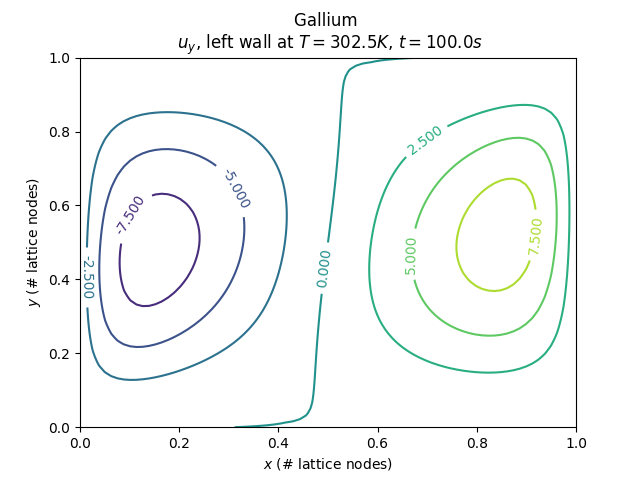 Gallium
u_y, left wall at T = 302.5K, t = 100.0s
1.0
0.8
0.6
0.4
0.2
0.0
y (# lattice nodes)
-7.500
-5.000
-2.500
0.000
2.500
5.000
7.500
0.0 0.2 0.4 0.6 0.8 1.0
x (# lattice nodes)